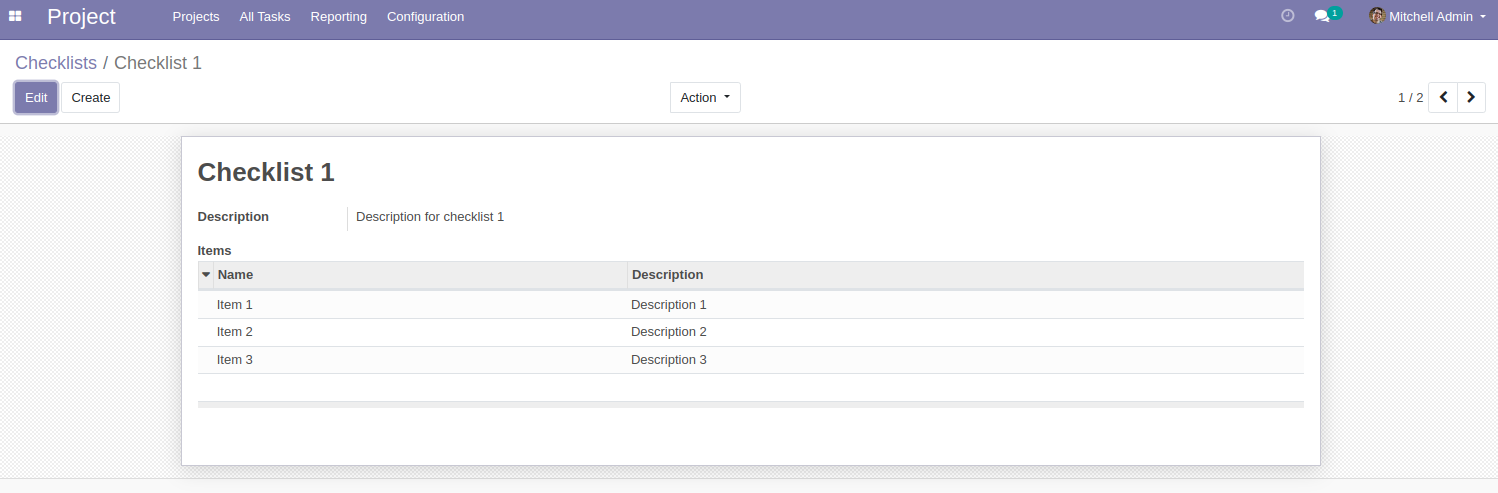 Project Projects All Tasks Reporting Configuration 1 Mitchell Admin
Checklists / Checklist 1
Edit Create Action 1 / 2
Checklist 1
Description Description for checklist 1
Items
Name Description
Item 1 Description 1
Item 2 Description 2
Item 3 Description 3